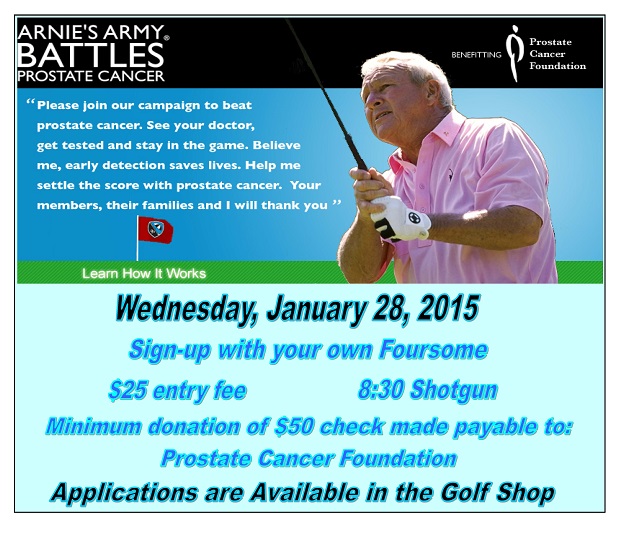 ARNIE'S ARMY
BATTLES®
PROSTATE CANCER
BENEFITTING
Prostate
Cancer
Foundation
“Please join our campaign to beat
prostate cancer. See your doctor,
get tested and stay in the game. Believe
me, early detection saves lives. Help me
settle the score with prostate cancer. Your
members, their families and I will thank you”
Learn How It Works
Wednesday, January 28, 2015
Sign-up with your own Foursome
$25 entry fee 8:30 Shotgun
Minimum donation of $50 check made payable to:
Prostate Cancer Foundation
Applications are Available in the Golf Shop